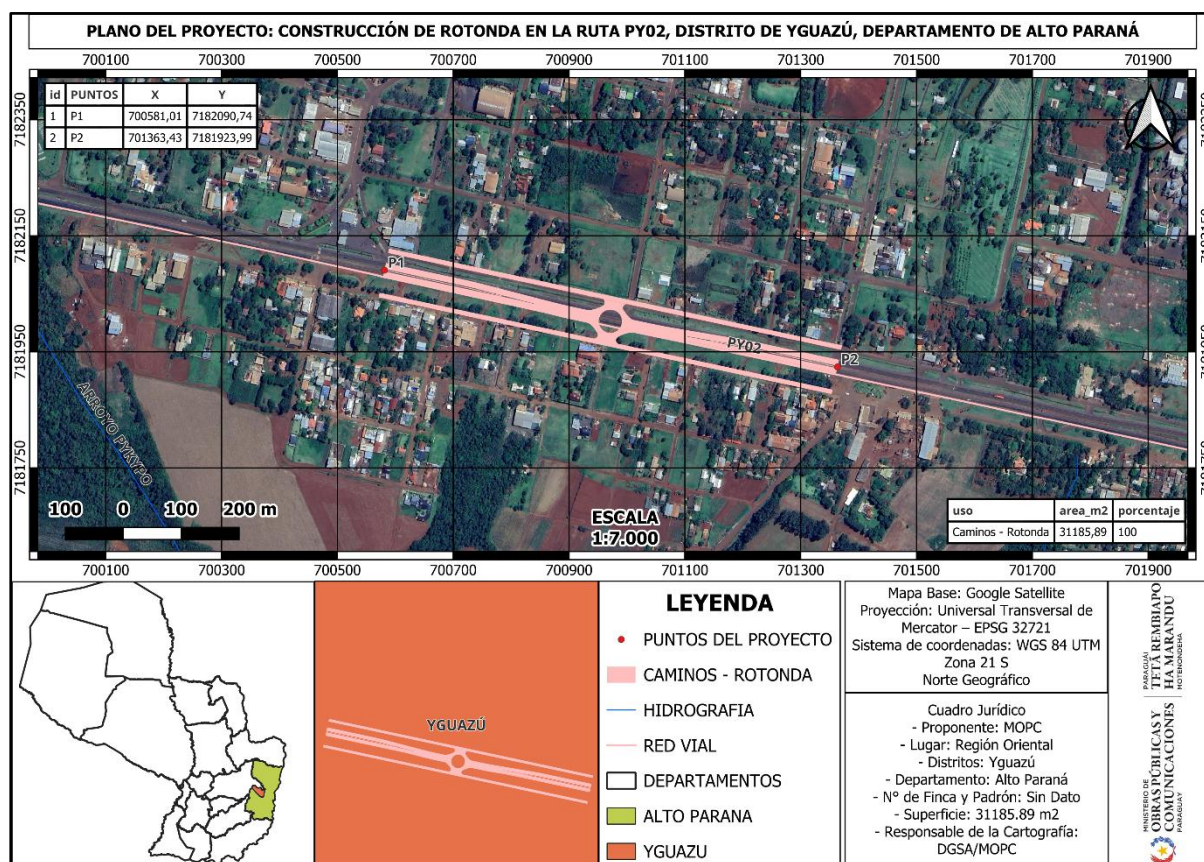 PLANO DEL PROYECTO: CONSTRUCCIÓN DE ROTONDA EN LA RUTA PY02, DISTRITO DE YGUAZÚ, DEPARTAMENTO DE ALTO PARANÁ
700100 700300 700500 700700 700900 701100 701300 701500 701700 701900
id PUNTOS X Y
1 P1 700581,01 7182090,74
2 P2 701363,43 7181923,99
7182350
7182150 7182150
7181950 7181950
7181750 7181750
P1
PY02
P2
ARROYO PYKYPO
100 0 100 200 m
ESCALA
1:7.000
uso area_m2 porcentaje
Caminos - Rotonda 31185,89 100
700100 700300 700500 700700 700900 701100 701300 701500 701700 701900
YGUAZÚ
LEYENDA
PUNTOS DEL PROYECTO
CAMINOS - ROTONDA
HIDROGRAFIA
RED VIAL
DEPARTAMENTOS
ALTO PARANA
YGUAZU
Mapa Base: Google Satellite
Proyección: Universal Transversal de
Mercator – EPSG 32721
Sistema de coordenadas: WGS 84 UTM
Zona 21 S
Norte Geográfico
Cuadro Jurídico
- Proponente: MOPC
- Lugar: Región Oriental
- Distritos: Yguazú
- Departamento: Alto Paraná
- N° de Finca y Padrón: Sin Dato
- Superficie: 31185.89 m2
- Responsable de la Cartografía:
DGSA/MOPC
PARAGUÁI
TETÃ REMBIAPO
HA MARANDU
MOTENONDEHA
MINISTERIO DE
OBRAS PÚBLICAS Y
COMUNICACIONES
PARAGUAY